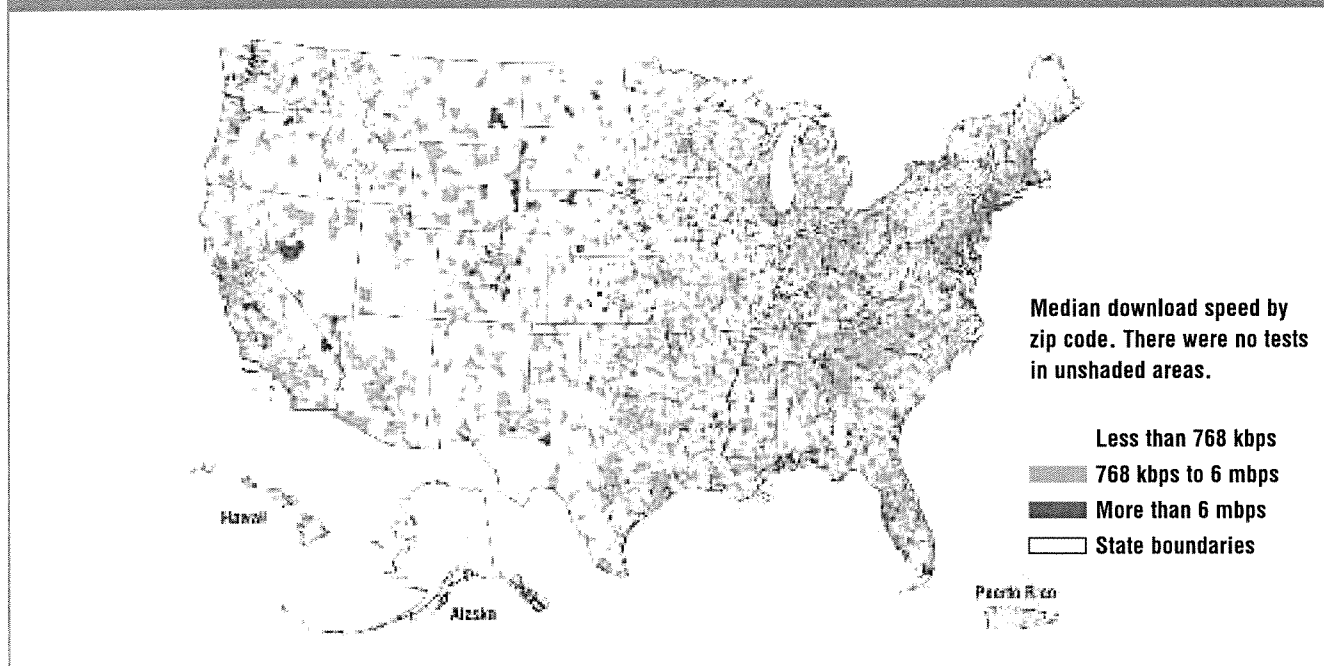 Median download speed by
zip code. There were no tests
in unshaded areas.
Less than 768 kbps
768 kbps to 6 mbps
More than 6 mbps
State boundaries
Hawaii
Alaska
Puerto Rico